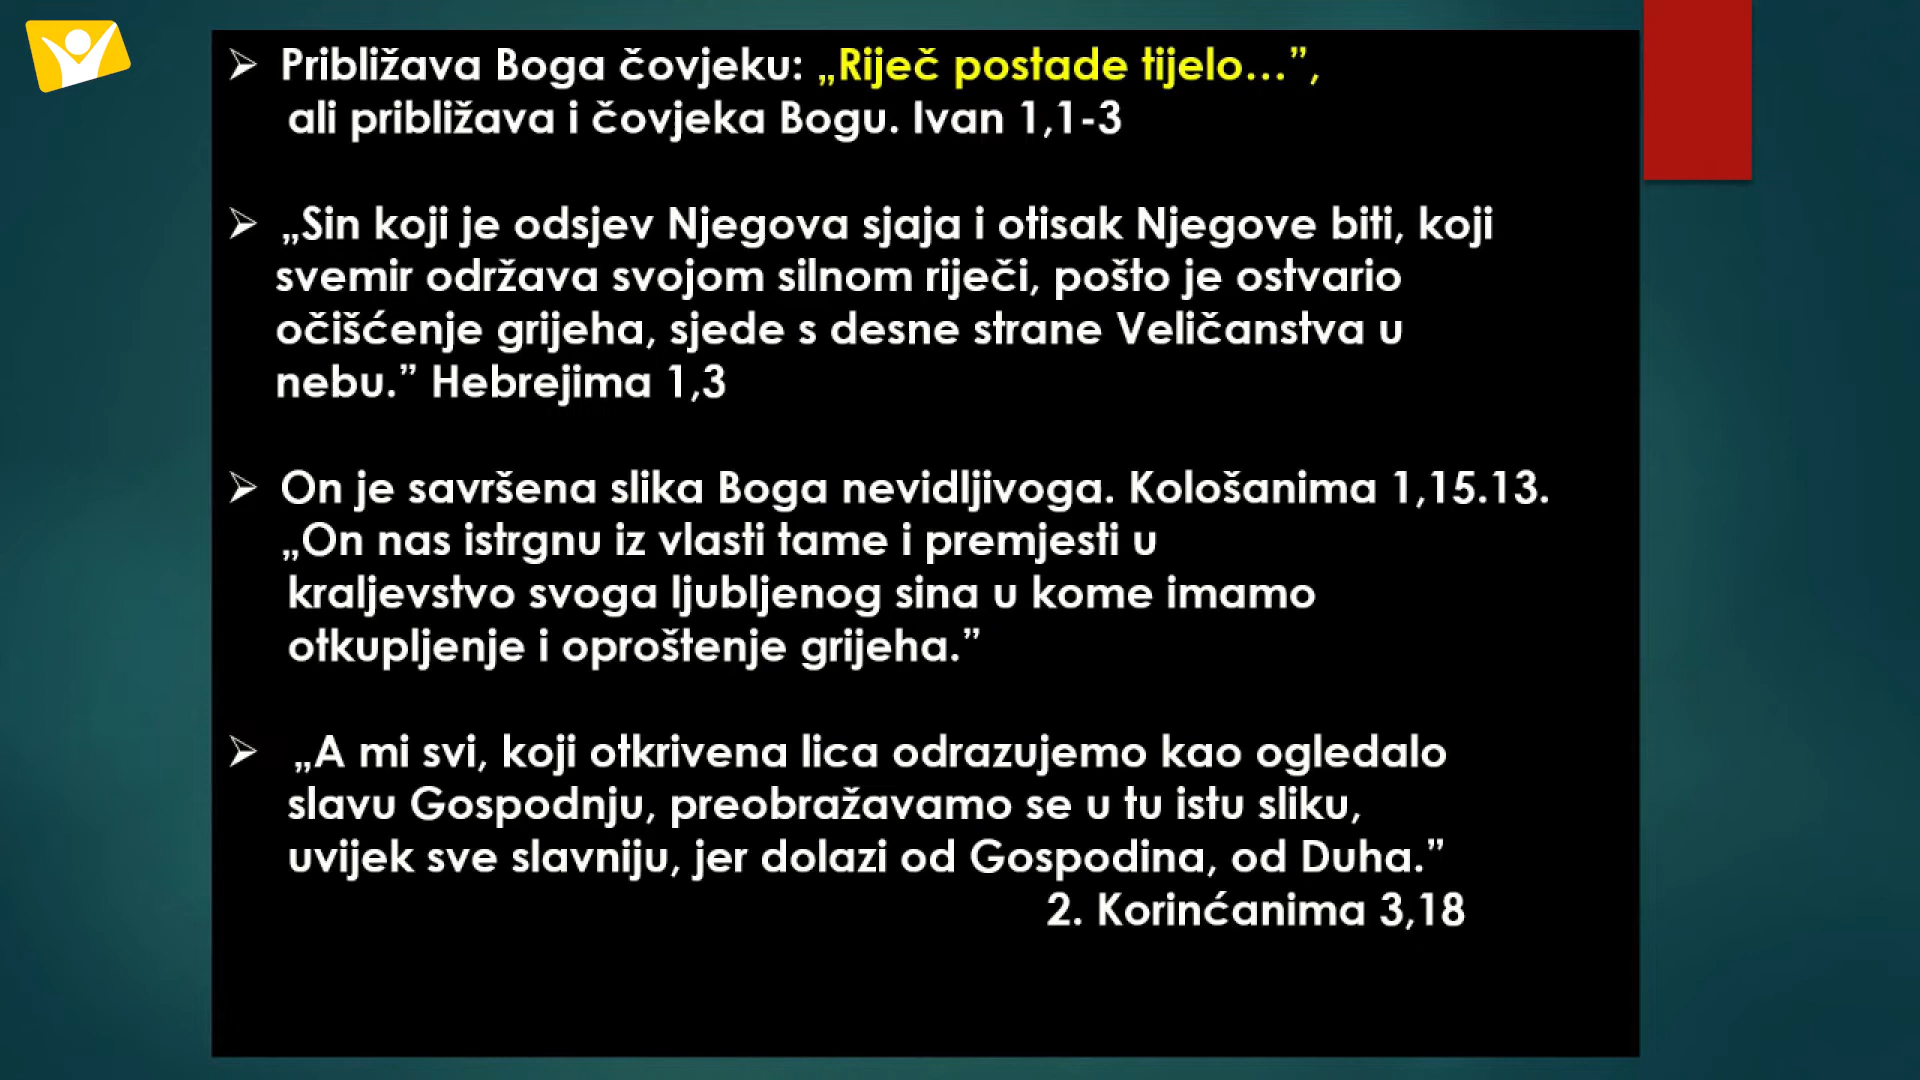 ➢ Približava Boga čovjeku: „Riječ postade tijelo…”,
ali približava i čovjeka Bogu. Ivan 1,1-3
➢ „Sin koji je odsjev Njegova sjaja i otisak Njegove biti, koji
svemir održava svojom silnom riječi, pošto je ostvario
očišćenje grijeha, sjede s desne strane Veličanstva u
nebu.” Hebrejima 1,3
➢ On je savršena slika Boga nevidljivoga. Kološanima 1,15.13.
„On nas istrgnu iz vlasti tame i premjesti u
kraljevstvo svoga ljubljenog sina u kome imamo
otkupljenje i oproštenje grijeha.”
➢ „A mi svi, koji otkrivena lica odrazujemo kao ogledalo
slavu Gospodnju, preobražavamo se u tu istu sliku,
uvijek sve slavniju, jer dolazi od Gospodina, od Duha.”
2. Korinćanima 3,18